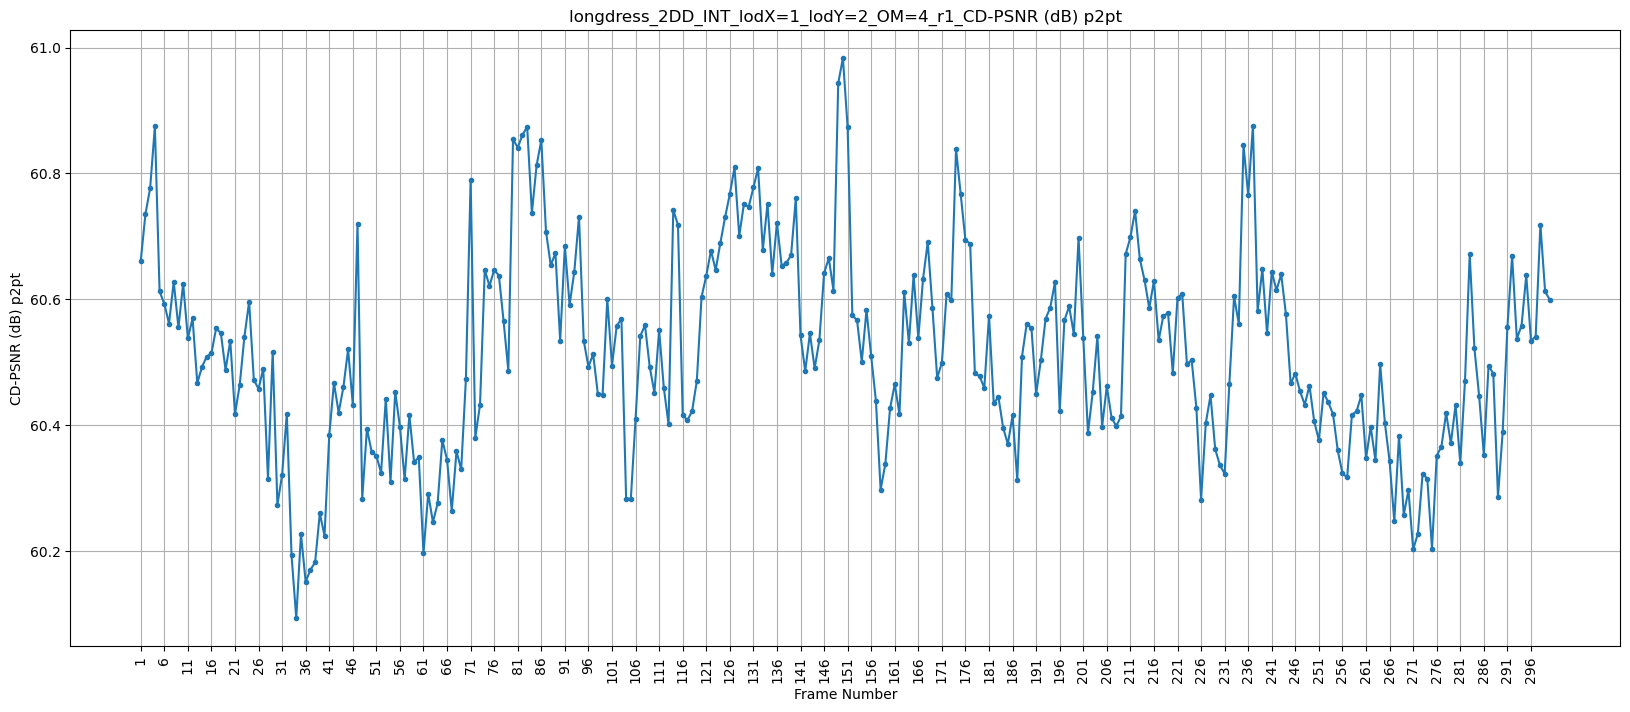 longdress_2DD_INT_lodX=1_lodY=2_OM=4_r1_CD-PSNR (dB) p2pt
CD-PSNR (dB) p2pt
61.0
60.8
60.6
60.4
60.2
1 6 11 16 21 26 31 36 41 46 51 56 61 66 71 76 81 86 91 96 101 106 111 116 121 126 131 136 141 146 151 156 161 166 171 176 181 186 191 196 201 206 211 216 221 226 231 236 241 246 251 256 261 266 271 276 281 286 291 296
Frame Number